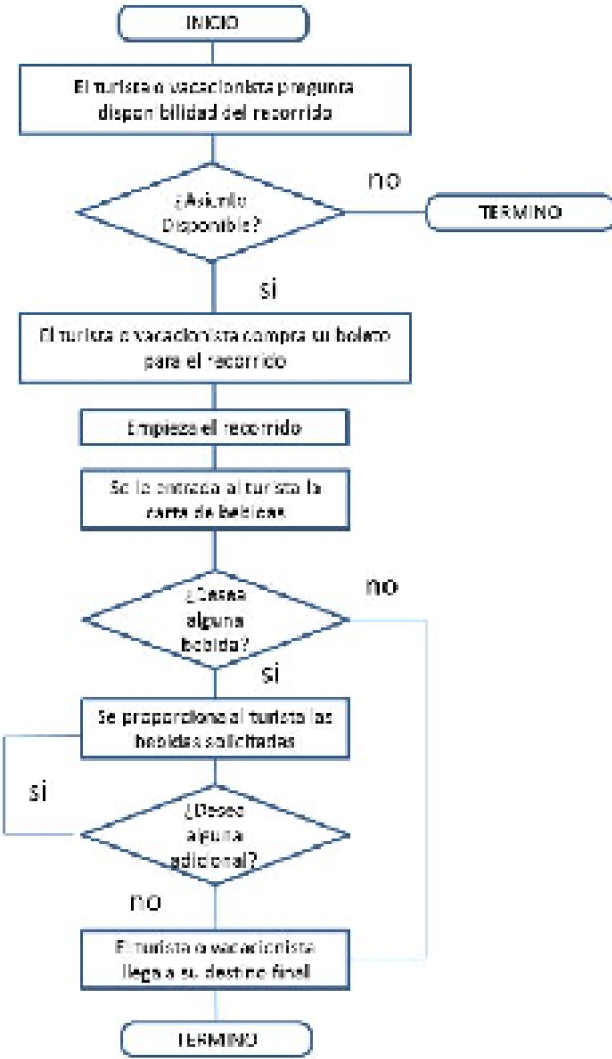 INICIO
El turista o vacacionista pregunta
disponibilidad del recorrido
¿Asiento
Disponible?
no
TERMINO
si
El turista o vacacionista compra su boleto
para el recorrido
Empieza el recorrido
Se le entrada al turista la
carta de bebidas
¿Desea
alguna
bebida?
no
si
Se proporciona al turista las
bebidas solicitadas
si
¿Desea
alguna
adicional?
no
El turista o vacacionista
llega a su destino final
TERMINO